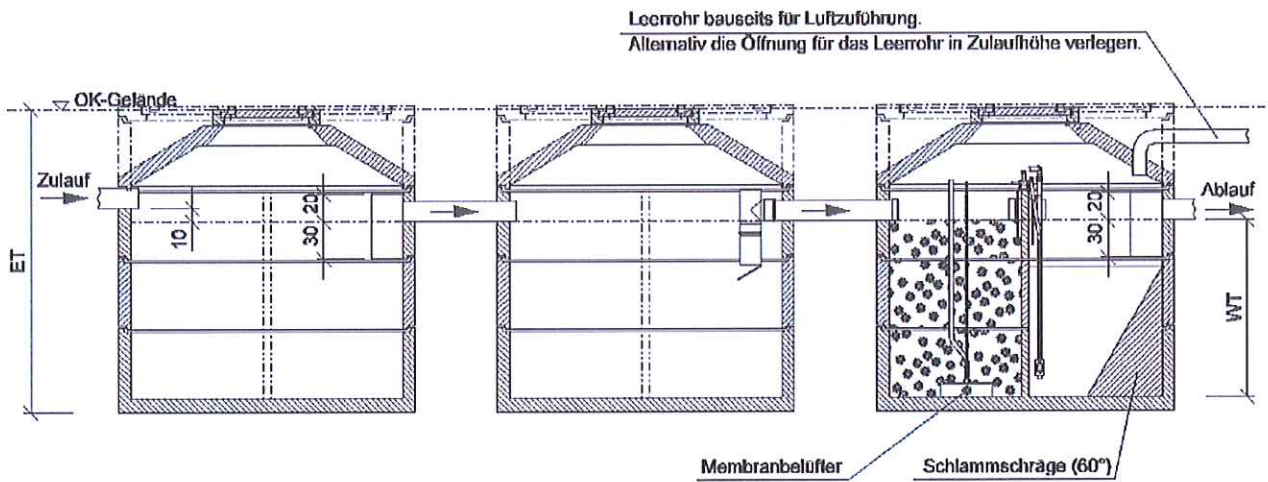 Leerrohr bauseits für Luftzuführung.
Alternativ die Öffnung für das Leerrohr in Zulaufhöhe verlegen.
OK-Gelände
Zulauf
Ablauf
10
20
30
20
30
ET
WT
Membranbelüfter
Schlammschräge (60°)